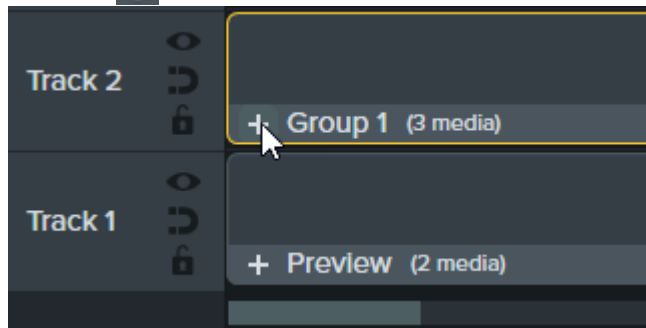 Track 2
+ Group 1 (3 media)
Track 1
+ Preview (2 media)